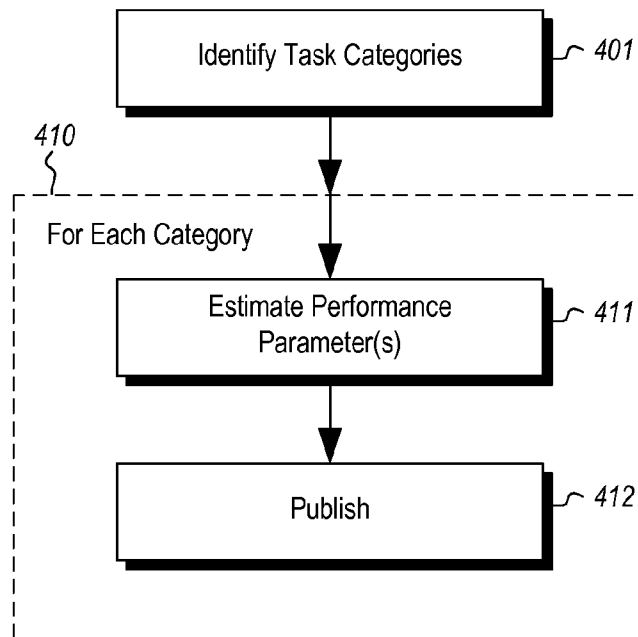 Identify Task Categories
401
410
For Each Category
Estimate Performance
Parameter(s)
411
Publish
412